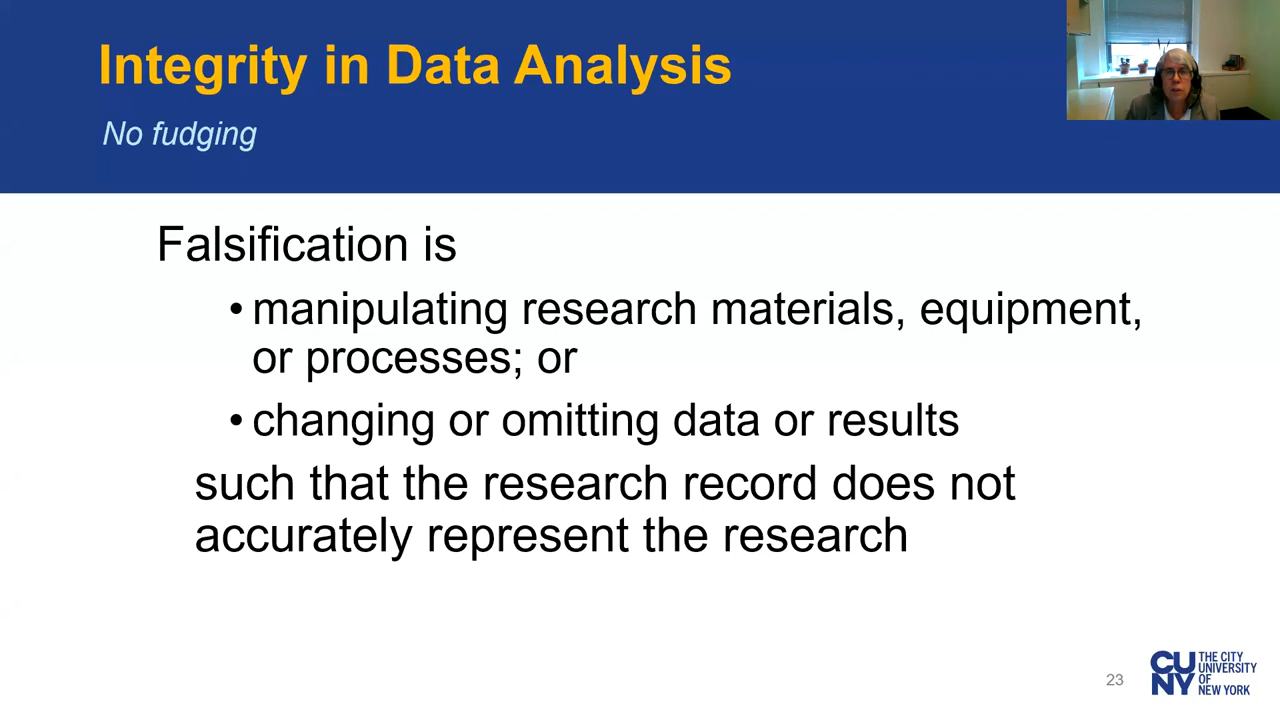 Integrity in Data Analysis
No fudging
Falsification is
• manipulating research materials, equipment,
or processes; or
• changing or omitting data or results
such that the research record does not
accurately represent the research
23
CU
NY
THE CITY
UNIVERSITY
OF
NEW YORK